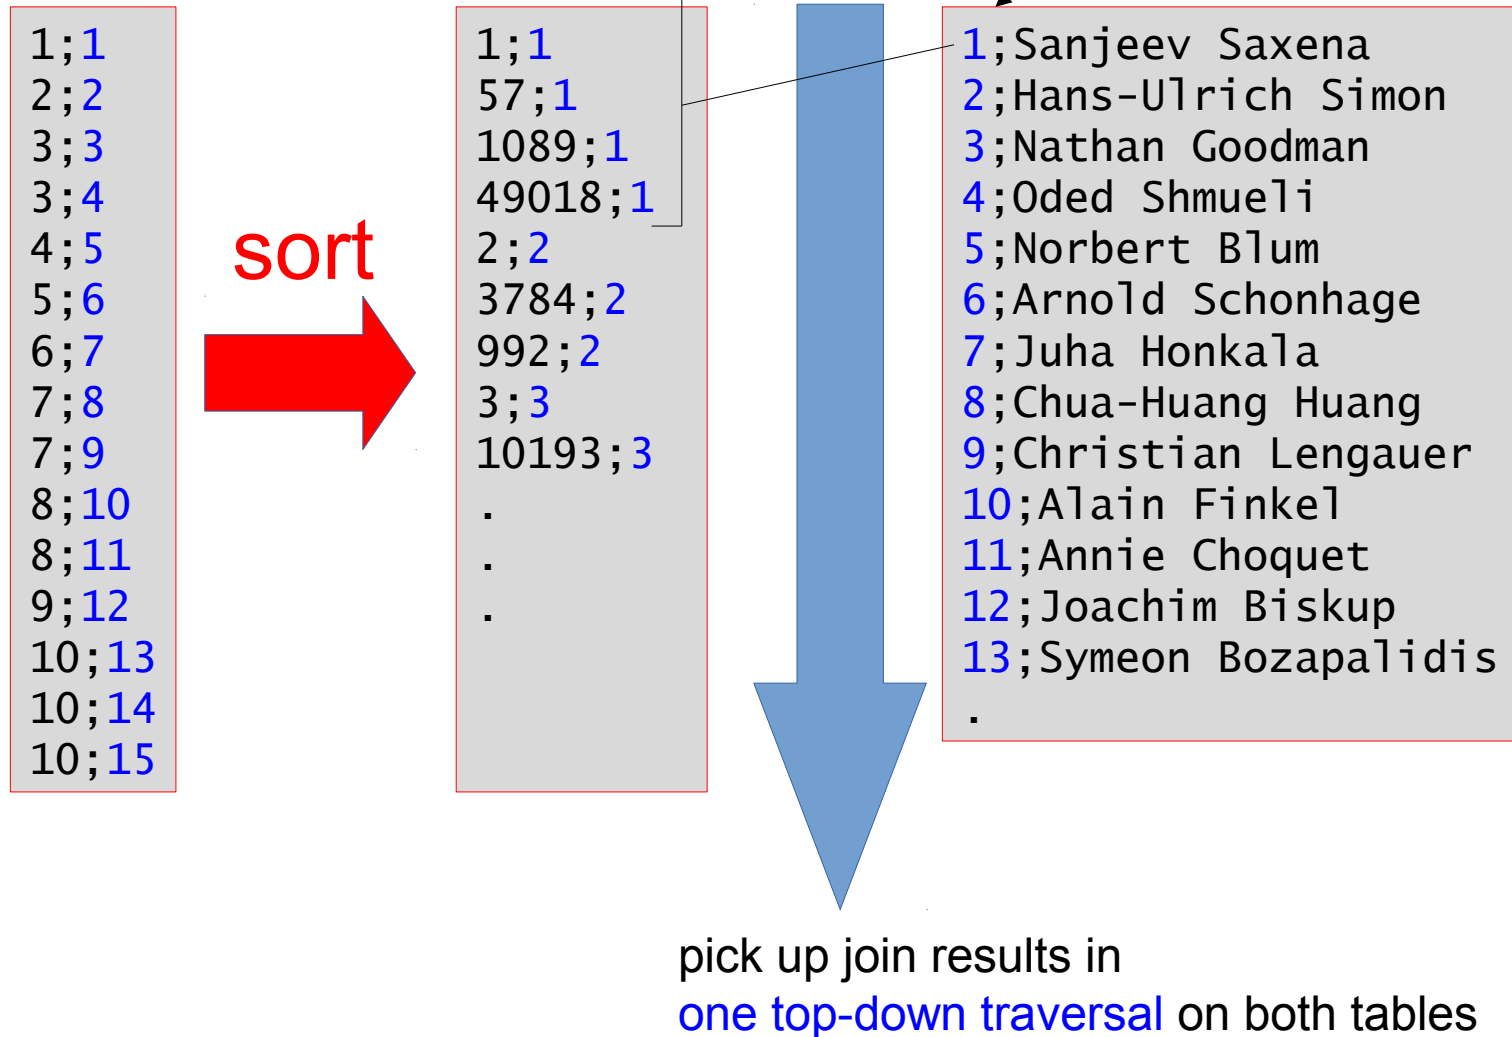 1;1
2;2
3;3
3;4
4;5
5;6
6;7
7;8
7;9
8;10
8;11
9;12
10;13
10;14
10;15
sort
1;1
57;1
1089;1
49018;1
2;2
3784;2
992;2
3;3
10193;3
.
.
.
1;Sanjeev Saxena
2;Hans-Ulrich Simon
3;Nathan Goodman
4;Oded Shmueli
5;Norbert Blum
6;Arnold Schonhage
7;Juha Honkala
8;Chua-Huang Huang
9;Christian Lengauer
10;Alain Finkel
11;Annie Choquet
12;Joachim Biskup
13;Symeon Bozapalidis
.
pick up join results in
one top-down traversal on both tables